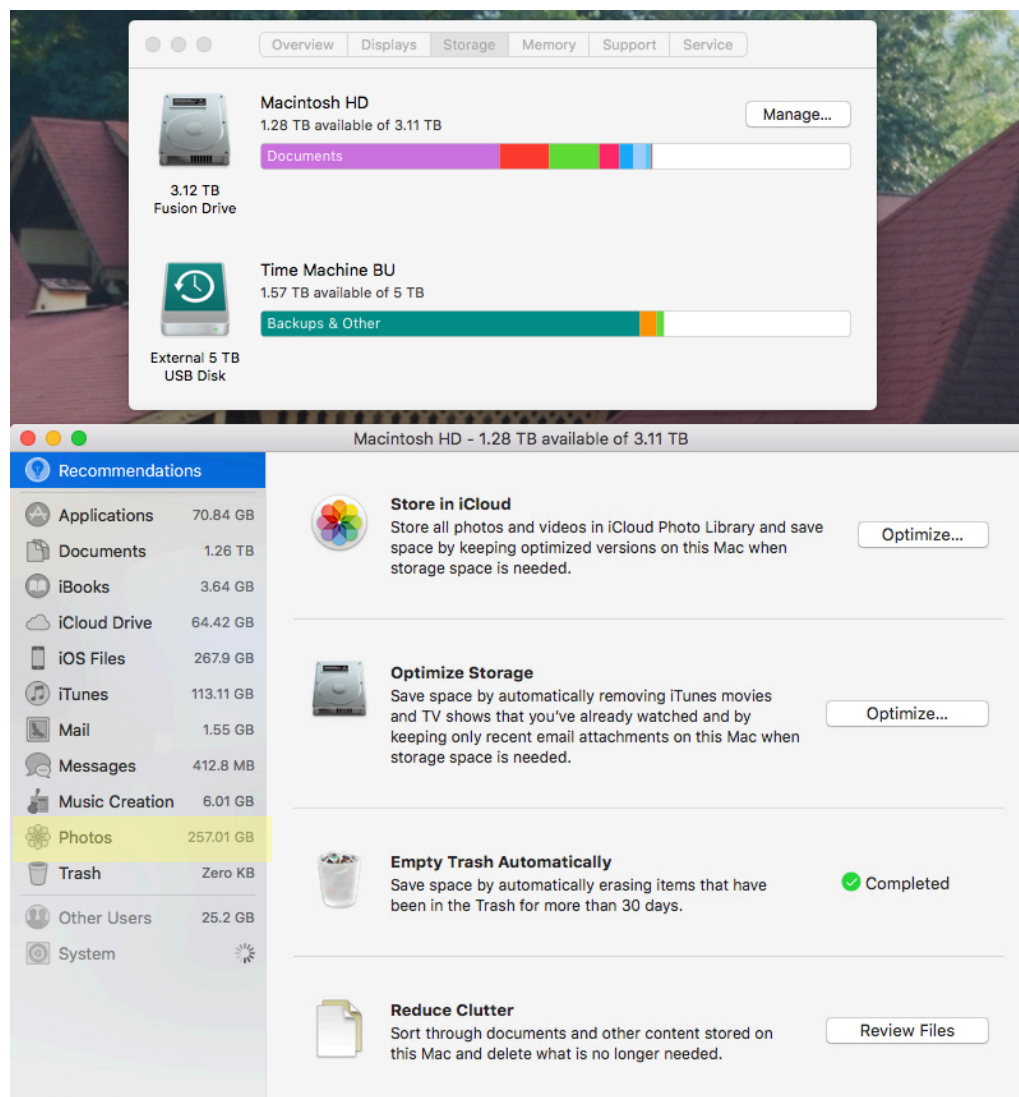 Overview Displays Storage Memory Support Service
Macintosh HD
1.28 TB available of 3.11 TB
Manage...
Documents
3.12 TB
Fusion Drive
Time Machine BU
1.57 TB available of 5 TB
Backups & Other
External 5 TB
USB Disk
Macintosh HD - 1.28 TB available of 3.11 TB
Recommendations
Applications 70.84 GB
Documents 1.26 TB
iBooks 3.64 GB
iCloud Drive 64.42 GB
iOS Files 267.9 GB
iTunes 113.11 GB
Mail 1.55 GB
Messages 412.8 MB
Music Creation 6.01 GB
Photos 257.01 GB
Trash Zero KB
Other Users 25.2 GB
System
Store in iCloud
Store all photos and videos in iCloud Photo Library and save
space by keeping optimized versions on this Mac when
storage space is needed.
Optimize...
Optimize Storage
Save space by automatically removing iTunes movies
and TV shows that you've already watched and by
keeping only recent email attachments on this Mac when
storage space is needed.
Optimize...
Empty Trash Automatically
Save space by automatically erasing items that have
been in the Trash for more than 30 days.
Completed
Reduce Clutter
Sort through documents and other content stored on
this Mac and delete what is no longer needed.
Review Files